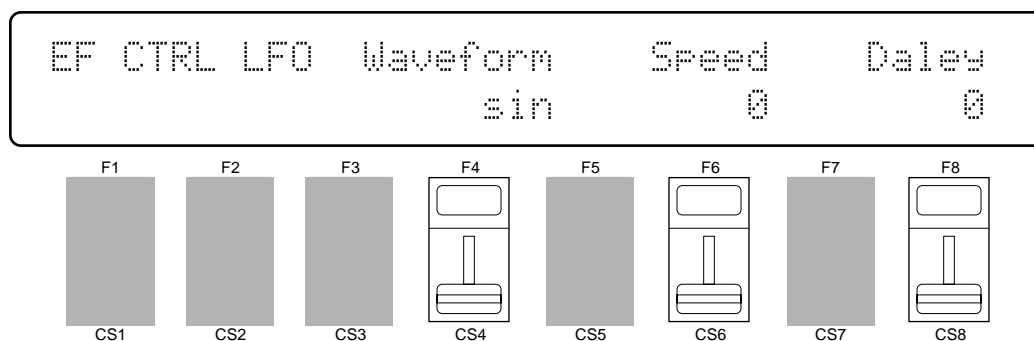 EF CTRL LFO Waveform Speed Daley
sin 0 0
F1 F2 F3 F4 F5 F6 F7 F8
CS1 CS2 CS3 CS4 CS5 CS6 CS7 CS8